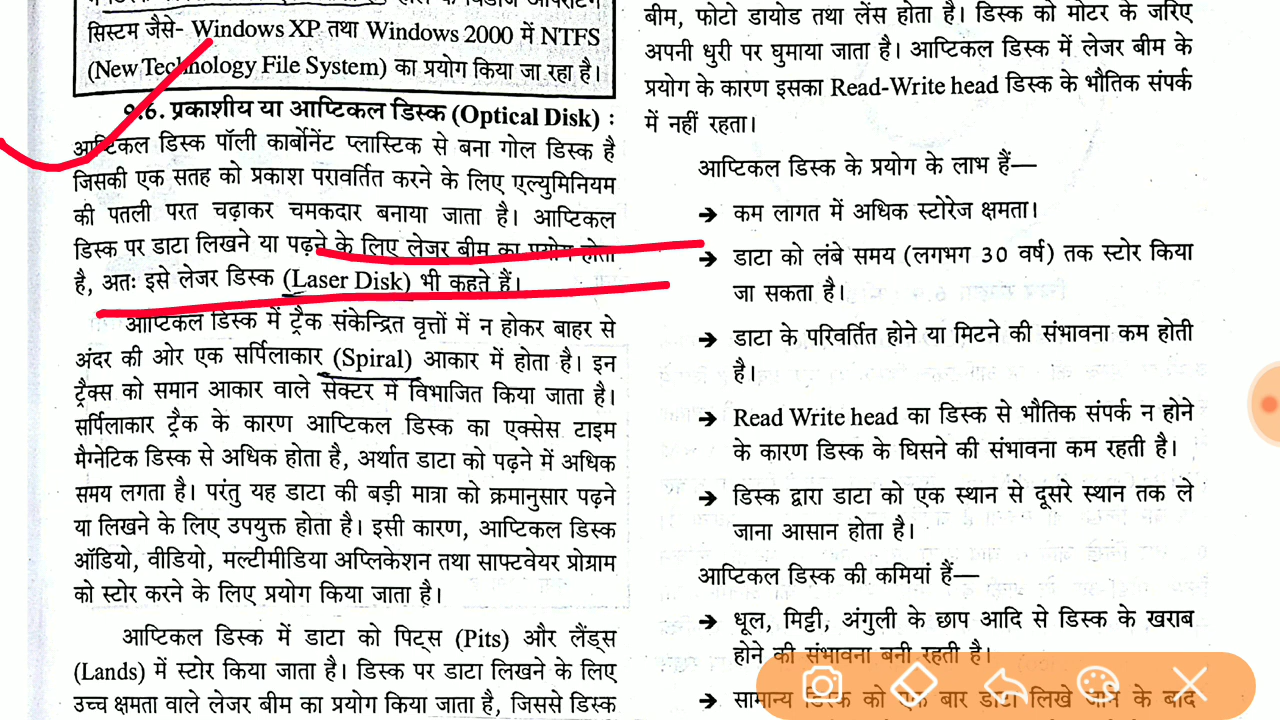 सिस्टम जैसे- Windows XP तथा Windows 2000 में NTFS
(New Technology File System) का प्रयोग किया जा रहा है।
9.6. प्रकाशीय या आप्टिकल डिस्क (Optical Disk) :
आप्टिकल डिस्क पॉली कार्बोनेंट प्लास्टिक से बना गोल डिस्क है
जिसकी एक सतह को प्रकाश परावर्तित करने के लिए एल्युमिनियम
की पतली परत चढ़ाकर चमकदार बनाया जाता है। आप्टिकल
डिस्क पर डाटा लिखने या पढ़ने के लिए लेजर बीम का प्रयोग होता
है, अतः इसे लेजर डिस्क (Laser Disk) भी कहते हैं।
आप्टिकल डिस्क में ट्रैक संकेन्द्रित वृत्तों में न होकर बाहर से
अंदर की ओर एक सर्पिलाकार (Spiral) आकार में होता है। इन
ट्रैक्स को समान आकार वाले सेक्टर में विभाजित किया जाता है।
सर्पिलाकार ट्रैक के कारण आप्टिकल डिस्क का एक्सेस टाइम
मैग्नेटिक डिस्क से अधिक होता है, अर्थात डाटा को पढ़ने में अधिक
समय लगता है। परंतु यह डाटा की बड़ी मात्रा को क्रमानुसार पढ़ने
या लिखने के लिए उपयुक्त होता है। इसी कारण, आप्टिकल डिस्क
ऑडियो, वीडियो, मल्टीमीडिया अप्लिकेशन तथा साफ्टवेयर प्रोग्राम
को स्टोर करने के लिए प्रयोग किया जाता है।
आप्टिकल डिस्क में डाटा को पिट्स (Pits) और लैंड्स
(Lands) में स्टोर किया जाता है। डिस्क पर डाटा लिखने के लिए
उच्च क्षमता वाले लेजर बीम का प्रयोग किया जाता है, जिससे डिस्क
बीम, फोटो डायोड तथा लेंस होता है। डिस्क को मोटर के जरिए
अपनी धुरी पर घुमाया जाता है। आप्टिकल डिस्क में लेजर बीम के
प्रयोग के कारण इसका Read-Write head डिस्क के भौतिक संपर्क
में नहीं रहता।
आप्टिकल डिस्क के प्रयोग के लाभ हैं—
→ कम लागत में अधिक स्टोरेज क्षमता।
→ डाटा को लंबे समय (लगभग 30 वर्ष) तक स्टोर किया
जा सकता है।
→ डाटा के परिवर्तित होने या मिटने की संभावना कम होती
है।
→ Read Write head का डिस्क से भौतिक संपर्क न होने
के कारण डिस्क के घिसने की संभावना कम रहती है।
→ डिस्क द्वारा डाटा को एक स्थान से दूसरे स्थान तक ले
जाना आसान होता है।
आप्टिकल डिस्क की कमियां हैं—
→ धूल, मिट्टी, अंगुली के छाप आदि से डिस्क के खराब
होने की संभावना बनी रहती है।
→ सामान्य डिस्क को एक बार डाटा लिखे जाने के बाद